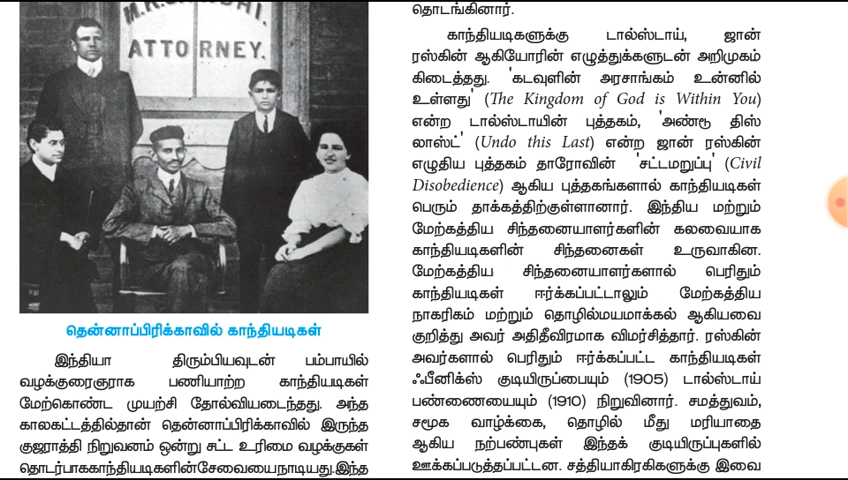 M.K.GANDHI.
ATTORNEY.
தென்னாப்பிரிக்காவில் காந்தியடிகள்
இந்தியா திரும்பியவுடன் பம்பாயில்
வழக்குரைஞராக பணியாற்ற காந்தியடிகள்
மேற்கொண்ட முயற்சி தோல்வியடைந்தது. அந்த
காலகட்டத்தில்தான் தென்னாப்பிரிக்காவில் இருந்த
குஜராத்தி நிறுவனம் ஒன்று சட்ட உரிமை வழக்குகள்
தொடர்பாககாந்தியடிகளின்சேவையைநாடியது.இந்த
தொடங்கினார்.
காந்தியடிகளுக்கு டால்ஸ்டாய், ஜான்
ரஸ்கின் ஆகியோரின் எழுத்துக்களுடன் அறிமுகம்
கிடைத்தது. 'கடவுளின் அரசாங்கம் உன்னில்
உள்ளது' (The Kingdom of God is Within You)
என்ற டால்ஸ்டாயின் புத்தகம், 'அண்டூ திஸ்
லாஸ்ட்' (Undo this Last) என்ற ஜான் ரஸ்கின்
எழுதிய புத்தகம் தாரோவின் 'சட்டமறுப்பு' (Civil
Disobedience) ஆகிய புத்தகங்களால் காந்தியடிகள்
பெரும் தாக்கத்திற்குள்ளானார். இந்திய மற்றும்
மேற்கத்திய சிந்தனையாளர்களின் கலவையாக
காந்தியடிகளின் சிந்தனைகள் உருவாகின.
மேற்கத்திய சிந்தனையாளர்களால் பெரிதும்
காந்தியடிகள் ஈர்க்கப்பட்டாலும் மேற்கத்திய
நாகரிகம் மற்றும் தொழில்மயமாக்கல் ஆகியவை
குறித்து அவர் அதிதீவிரமாக விமர்சித்தார். ரஸ்கின்
அவர்களால் பெரிதும் ஈர்க்கப்பட்ட காந்தியடிகள்
ஃபீனிக்ஸ் குடியிருப்பையும் (1905) டால்ஸ்டாய்
பண்ணையையும் (1910) நிறுவினார். சமத்துவம்,
சமூக வாழ்க்கை, தொழில் மீது மரியாதை
ஆகிய நற்பண்புகள் இந்தக் குடியிருப்புகளில்
ஊக்கப்படுத்தப்பட்டன. சத்தியாகிரகிகளுக்கு இவை